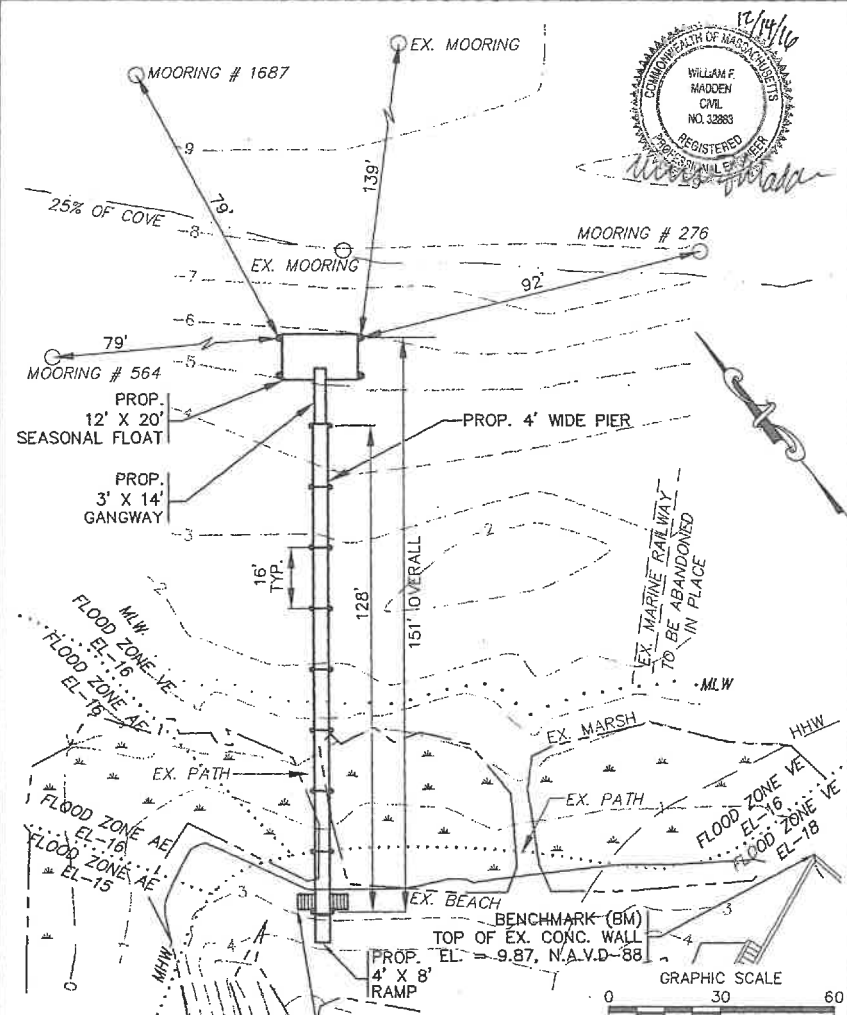 12/14/16
EX. MOORING
MOORING # 1687
COMMONWEALTH OF MASSACHUSETTS
WILLIAM F.
MADDEN
CIVIL
NO. 32883
REGISTERED
PROFESSIONAL ENGINEER
9
139'
79'
25% OF COVE
8
EX. MOORING
MOORING # 276
7
92'
6
79'
5
MOORING # 564
PROP.
12' X 20'
SEASONAL FLOAT
4
PROP. 4' WIDE PIER
PROP.
3' X 14'
GANGWAY
3
2
16'
TYP.
128'
151' OVERALL
EX. MARINE RAILWAY
TO BE ABANDONED
IN PLACE
2
MLW
FLOOD ZONE VE
EL-16
FLOOD ZONE AE
EL-16
1
MLW
EX. MARSH
HHW
EX. PATH
EX. PATH
FLOOD ZONE VE
EL-16
FLOOD ZONE VE
EL-18
FLOOD ZONE AE
EL-16
FLOOD ZONE AE
EL-15
EX. BEACH
3
3
BENCHMARK (BM)
TOP OF EX. CONC. WALL
EL. = 9.87, N.A.V.D-88
4
4
MHW
0
PROP.
4' X 8'
RAMP
GRAPHIC SCALE
0 30 60